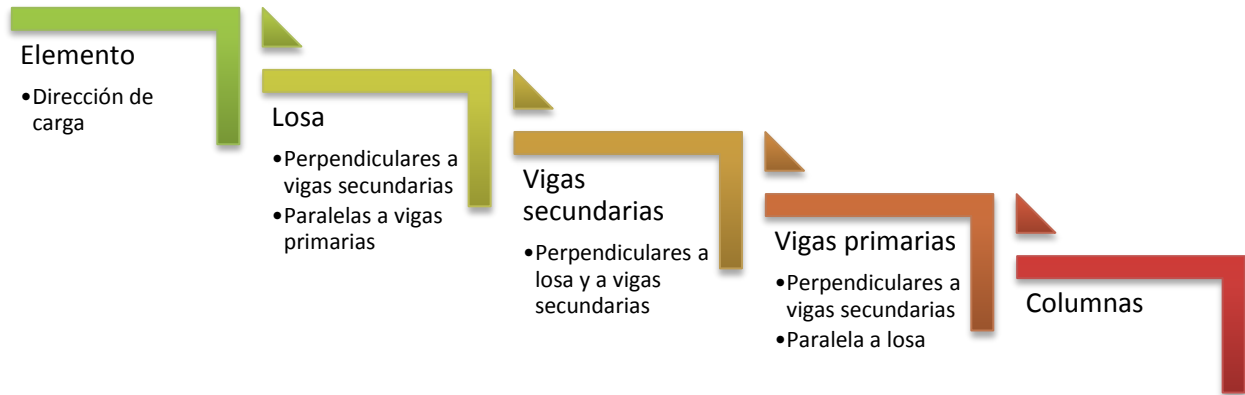 Elemento
•Dirección de
carga
Losa
•Perpendiculares a
vigas secundarias
•Paralelas a vigas
primarias
Vigas
secundarias
•Perpendiculares a
losa y a vigas
secundarias
Vigas primarias
•Perpendiculares a
vigas secundarias
•Paralela a losa
Columnas